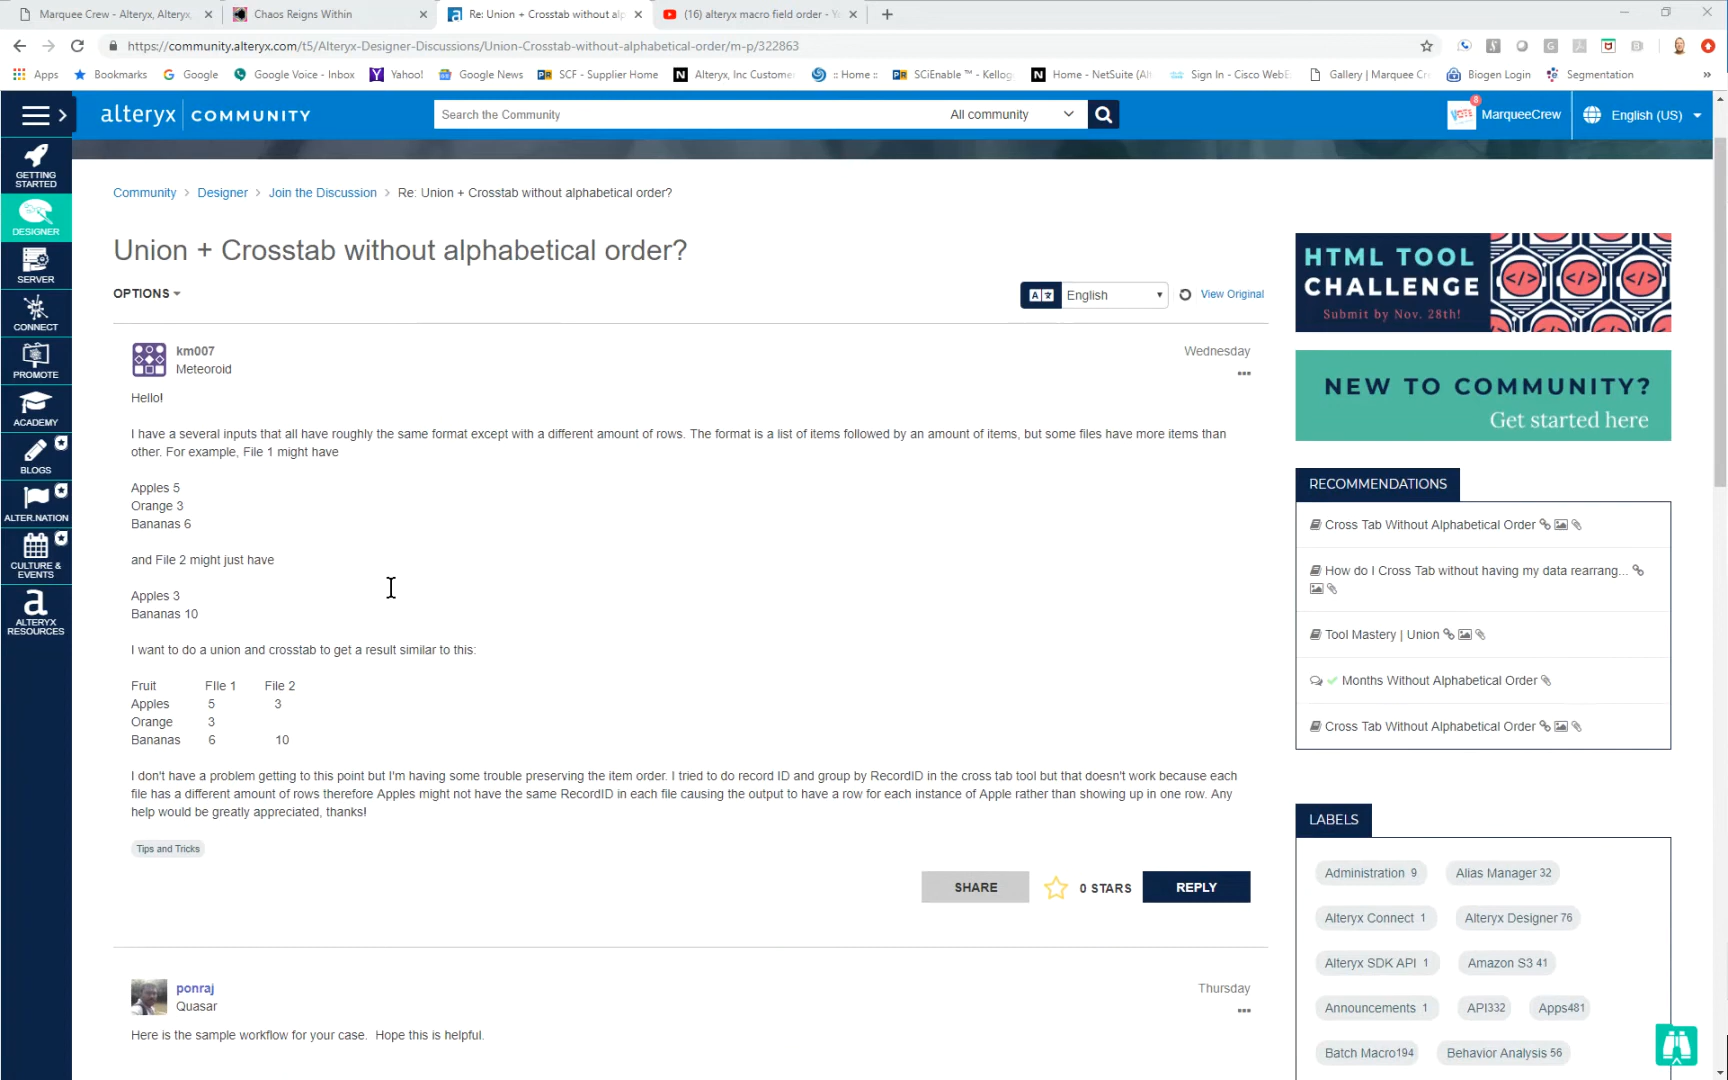 Marquee Crew - Alteryx, Alteryx,
Chaos Reigns Within
Re: Union + Crosstab without alp
(16) alteryx macro field order -
https://community.alteryx.com/t5/Alteryx-Designer-Discussions/Union-Crosstab-without-alphabetical-order/m-p/322863
Apps
Bookmarks
Google
Google Voice - Inbox
Yahoo!
Google News
SCF - Supplier Home
Alteryx, Inc Custome
:: Home ::
SCiEnable ™ - Kellog
Home - NetSuite (Al
Sign In - Cisco WebE
Gallery | Marquee Cr
Biogen Login
Segmentation
»
alteryx COMMUNITY
Search the Community
All community
8
MarqueeCrew
English (US)
GETTING
STARTED
DESIGNER
SERVER
CONNECT
PROMOTE
ACADEMY
BLOGS
ALTER.NATION
CULTURE &
EVENTS
ALTERYX
RESOURCES
Community > Designer > Join the Discussion > Re: Union + Crosstab without alphabetical order?
Union + Crosstab without alphabetical order?
OPTIONS
English
View Original
km007
Meteoroid
Wednesday
Hello!
I have a several inputs that all have roughly the same format except with a different amount of rows. The format is a list of items followed by an amount of items, but some files have more items than
other. For example, File 1 might have
Apples 5
Orange 3
Bananas 6
and File 2 might just have
Apples 3
Bananas 10
I want to do a union and crosstab to get a result similar to this:
Fruit FIle 1 File 2
Apples 5 3
Orange 3
Bananas 6 10
I don't have a problem getting to this point but I'm having some trouble preserving the item order. I tried to do record ID and group by RecordID in the cross tab tool but that doesn't work because each
file has a different amount of rows therefore Apples might not have the same RecordID in each file causing the output to have a row for each instance of Apple rather than showing up in one row. Any
help would be greatly appreciated, thanks!
Tips and Tricks
SHARE
0 STARS
REPLY
ponraj
Quasar
Thursday
Here is the sample workflow for your case. Hope this is helpful.
HTML TOOL
CHALLENGE
Submit by Nov. 28th!
NEW TO COMMUNITY?
Get started here
RECOMMENDATIONS
Cross Tab Without Alphabetical Order
How do I Cross Tab without having my data rearrang...
Tool Mastery | Union
Months Without Alphabetical Order
Cross Tab Without Alphabetical Order
LABELS
Administration 9
Alias Manager 32
Alteryx Connect 1
Alteryx Designer 76
Alteryx SDK API 1
Amazon S3 41
Announcements 1
API332
Apps481
Batch Macro194
Behavior Analysis 56